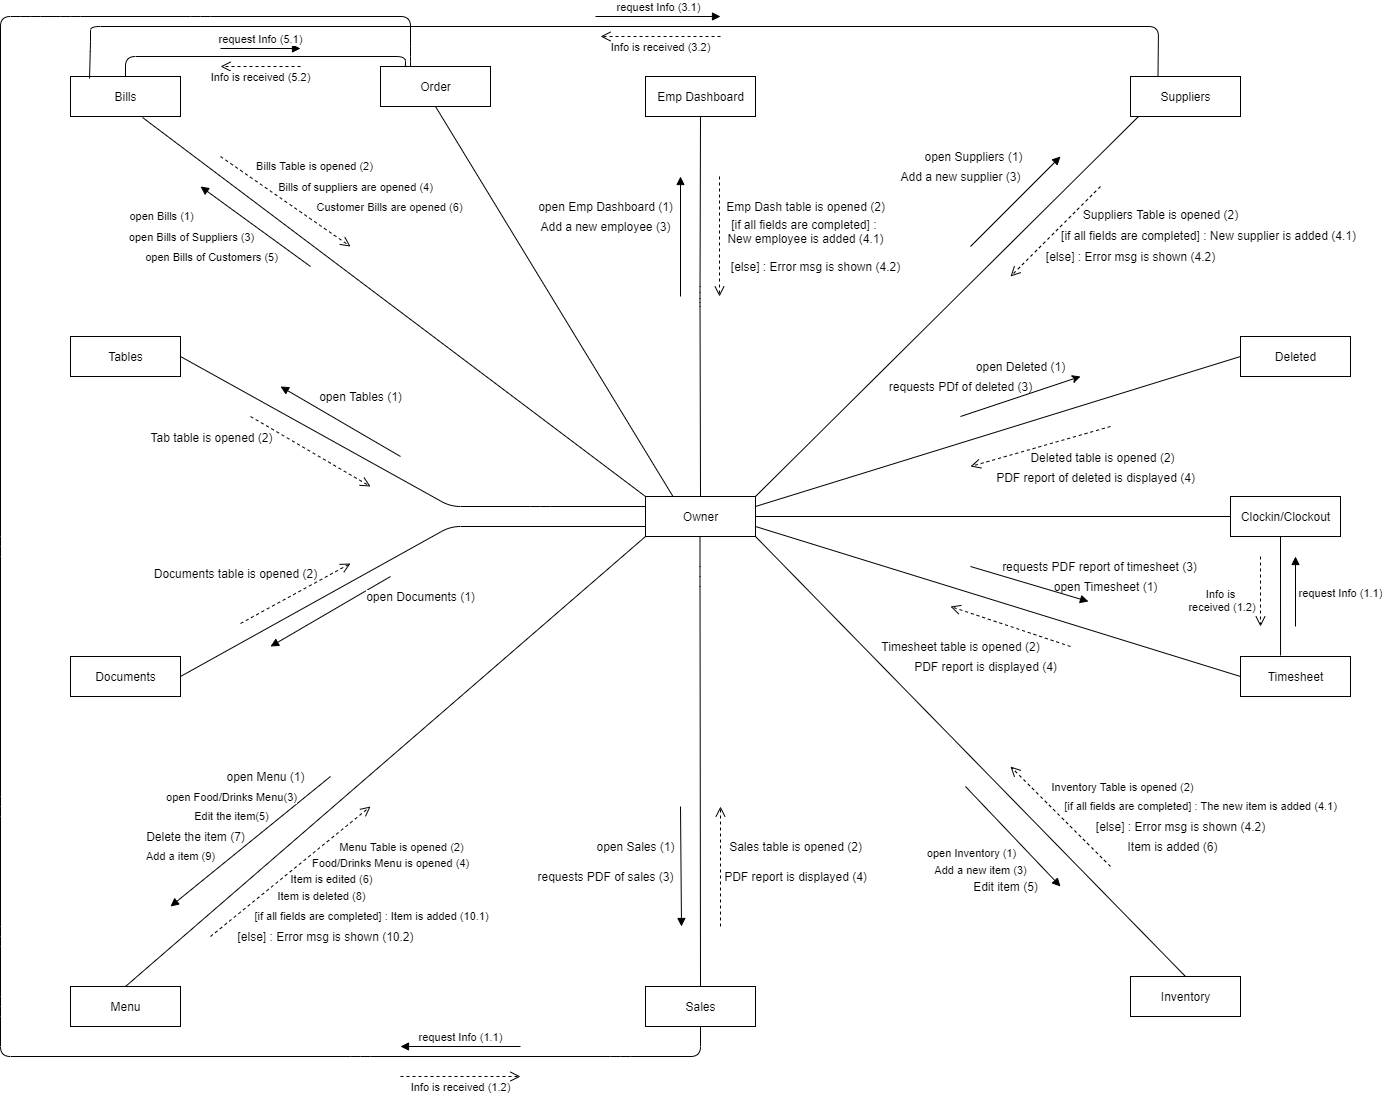 request Info (3.1)
Info is received (3.2)
request Info (5.1)
Info is received (5.2)
Bills
Order
Emp Dashboard
Suppliers
Bills Table is opened (2)
Bills of suppliers are opened (4)
Customer Bills are opened (6)
open Bills (1)
open Bills of Suppliers (3)
open Bills of Customers (5)
open Emp Dashboard (1)
Add a new employee (3)
Emp Dash table is opened (2)
[if all fields are completed] :
New employee is added (4.1)
[else] : Error msg is shown (4.2)
open Suppliers (1)
Add a new supplier (3)
Suppliers Table is opened (2)
[if all fields are completed] : New supplier is added (4.1)
[else] : Error msg is shown (4.2)
Tables
open Tables (1)
Tab table is opened (2)
open Deleted (1)
requests PDf of deleted (3)
Deleted
Deleted table is opened (2)
PDF report of deleted is displayed (4)
Owner
Clockin/Clockout
Documents table is opened (2)
open Documents (1)
Documents
requests PDF report of timesheet (3)
open Timesheet (1)
Timesheet table is opened (2)
PDF report is displayed (4)
Info is
received (1.2)
request Info (1.1)
Timesheet
open Menu (1)
open Food/Drinks Menu(3)
Edit the item(5)
Delete the item (7)
Add a item (9)
Menu Table is opened (2)
Food/Drinks Menu is opened (4)
Item is edited (6)
Item is deleted (8)
[if all fields are completed] : Item is added (10.1)
[else] : Error msg is shown (10.2)
open Sales (1)
requests PDF of sales (3)
Sales table is opened (2)
PDF report is displayed (4)
Inventory Table is opened (2)
[if all fields are completed] : The new item is added (4.1)
[else] : Error msg is shown (4.2)
Item is added (6)
open Inventory (1)
Add a new item (3)
Edit item (5)
Menu
Sales
Inventory
request Info (1.1)
Info is received (1.2)